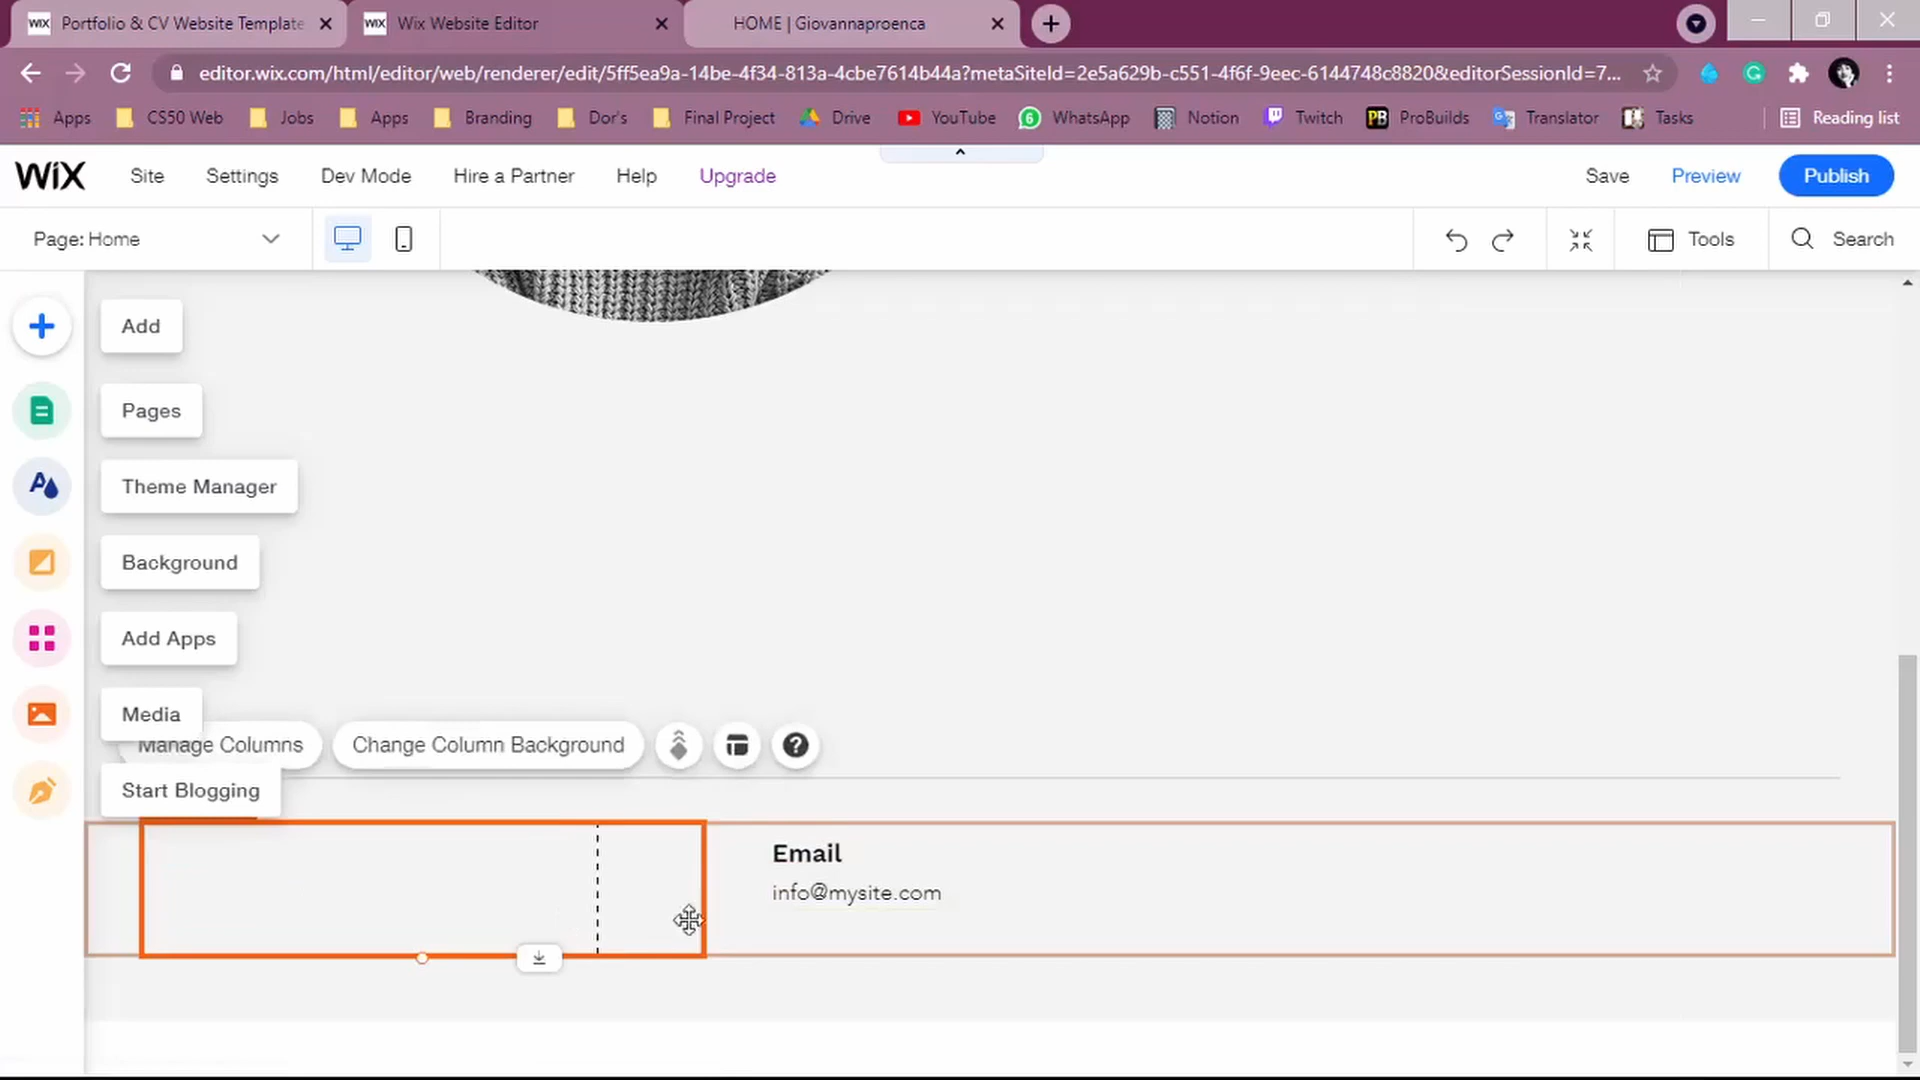 WIX Portfolio & CV Website Template
WIX Wix Website Editor
HOME | Giovannaproenca
editor.wix.com/html/editor/web/renderer/edit/5ff5ea9a-14be-4f34-813a-4cbe7614b44a?metaSiteId=2e5a629b-c551-4f6f-9eec-6144748c8820&editorSessionId=7...
Apps CS50 Web Jobs Apps Branding Dor's Final Project Drive YouTube 6 WhatsApp Notion Twitch PB ProBuilds Translator Tasks Reading list
WiX Site Settings Dev Mode Hire a Partner Help Upgrade Save Preview Publish
Page: Home Tools Search
Add
Pages
Theme Manager
Background
Add Apps
Media
Manage Columns Change Column Background ?
Start Blogging
Email
info@mysite.com